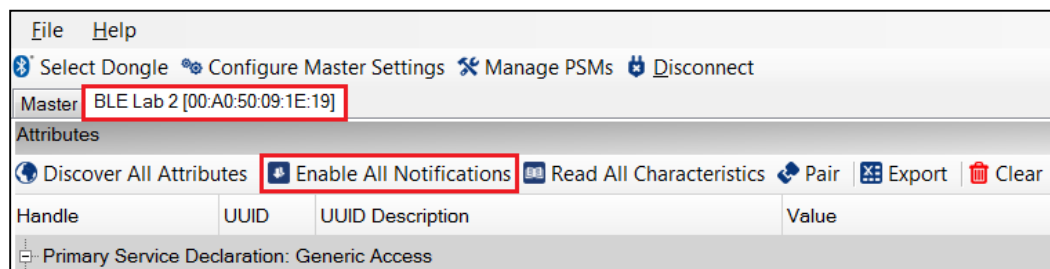 File Help
Select Dongle Configure Master Settings Manage PSMs Disconnect
Master BLE Lab 2 [00:A0:50:09:1E:19]
Attributes
Discover All Attributes Enable All Notifications Read All Characteristics Pair Export Clear
Handle UUID UUID Description Value
Primary Service Declaration: Generic Access